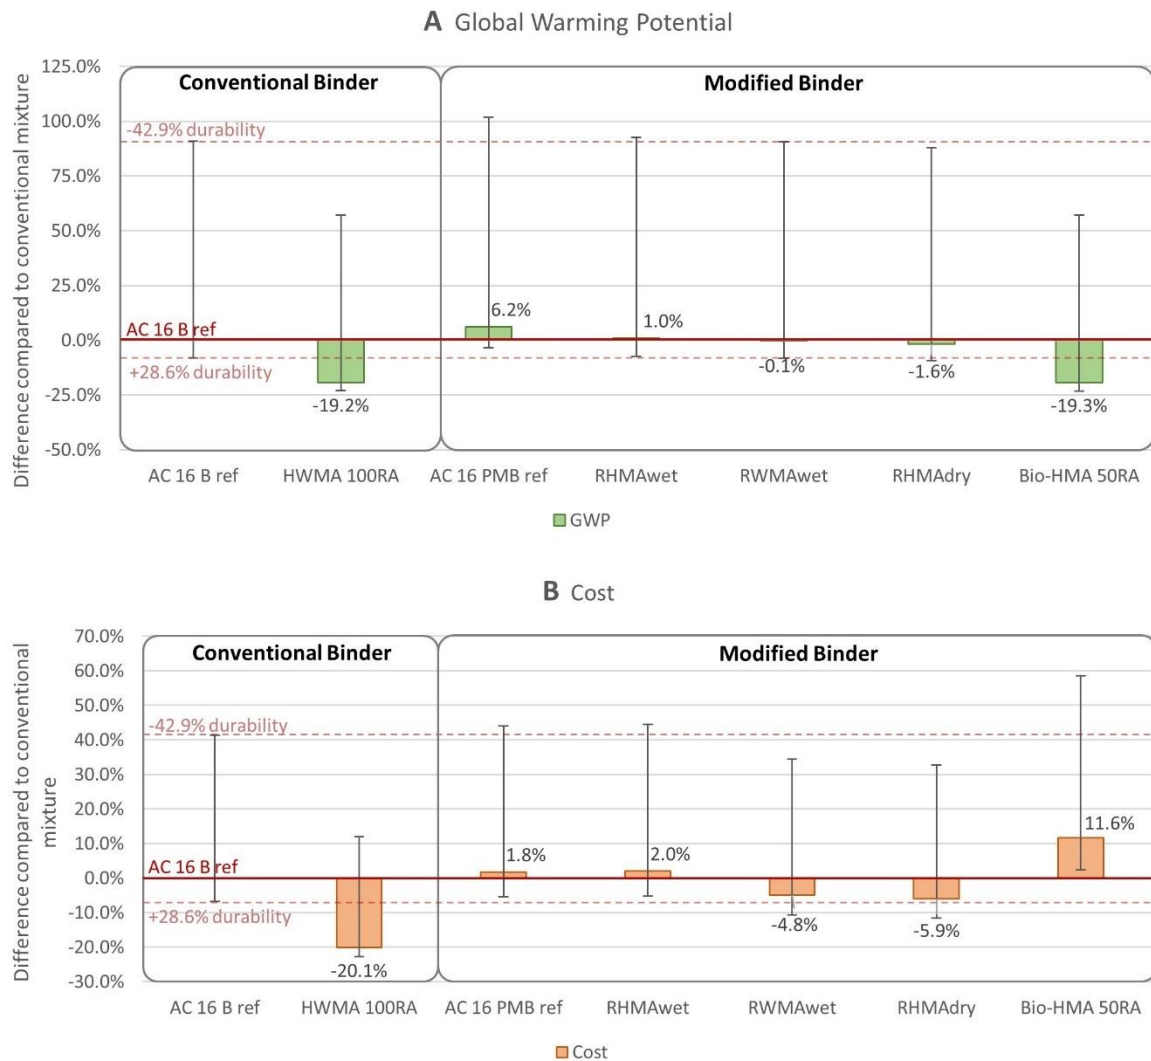 A Global Warming Potential
Difference compared to conventional mixture
125.0%
100.0%
75.0%
50.0%
25.0%
0.0%
-25.0%
-50.0%
Conventional Binder
Modified Binder
-42.9% durability
AC 16 B ref
+28.6% durability
-19.2%
6.2%
1.0%
-0.1%
-1.6%
-19.3%
AC 16 B ref HWMA 100RA AC 16 PMB ref RHMAwet RWMAwet RHMAdry Bio-HMA 50RA
GWP
B Cost
Difference compared to conventional
mixture
70.0%
60.0%
50.0%
40.0%
30.0%
20.0%
10.0%
0.0%
-10.0%
-20.0%
-30.0%
Conventional Binder
Modified Binder
-42.9% durability
AC 16 B ref
+28.6% durability
-20.1%
1.8%
2.0%
-4.8%
-5.9%
11.6%
AC 16 B ref HWMA 100RA AC 16 PMB ref RHMAwet RWMAwet RHMAdry Bio-HMA 50RA
Cost